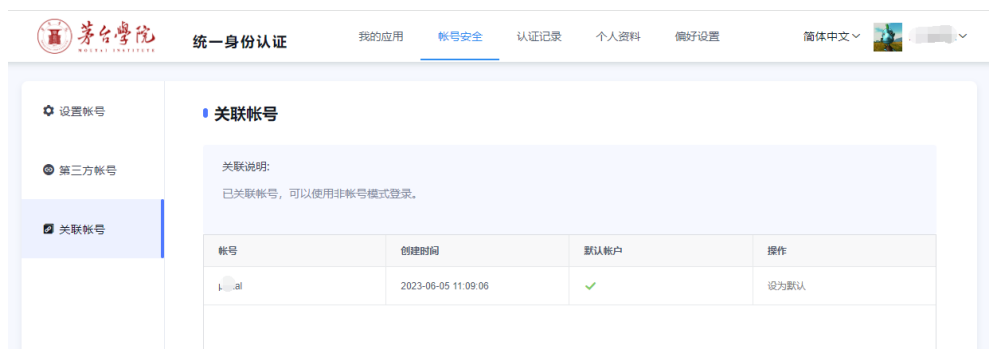 茅台學院
MOUTAI INSTITUTE
统一身份认证
我的应用 帐号安全 认证记录 个人资料 偏好设置 简体中文
设置帐号
第三方帐号
关联帐号
关联帐号
关联说明:
已关联帐号，可以使用非帐号模式登录。
帐号 创建时间 默认帐户 操作
2023-06-05 11:09:06 设为默认